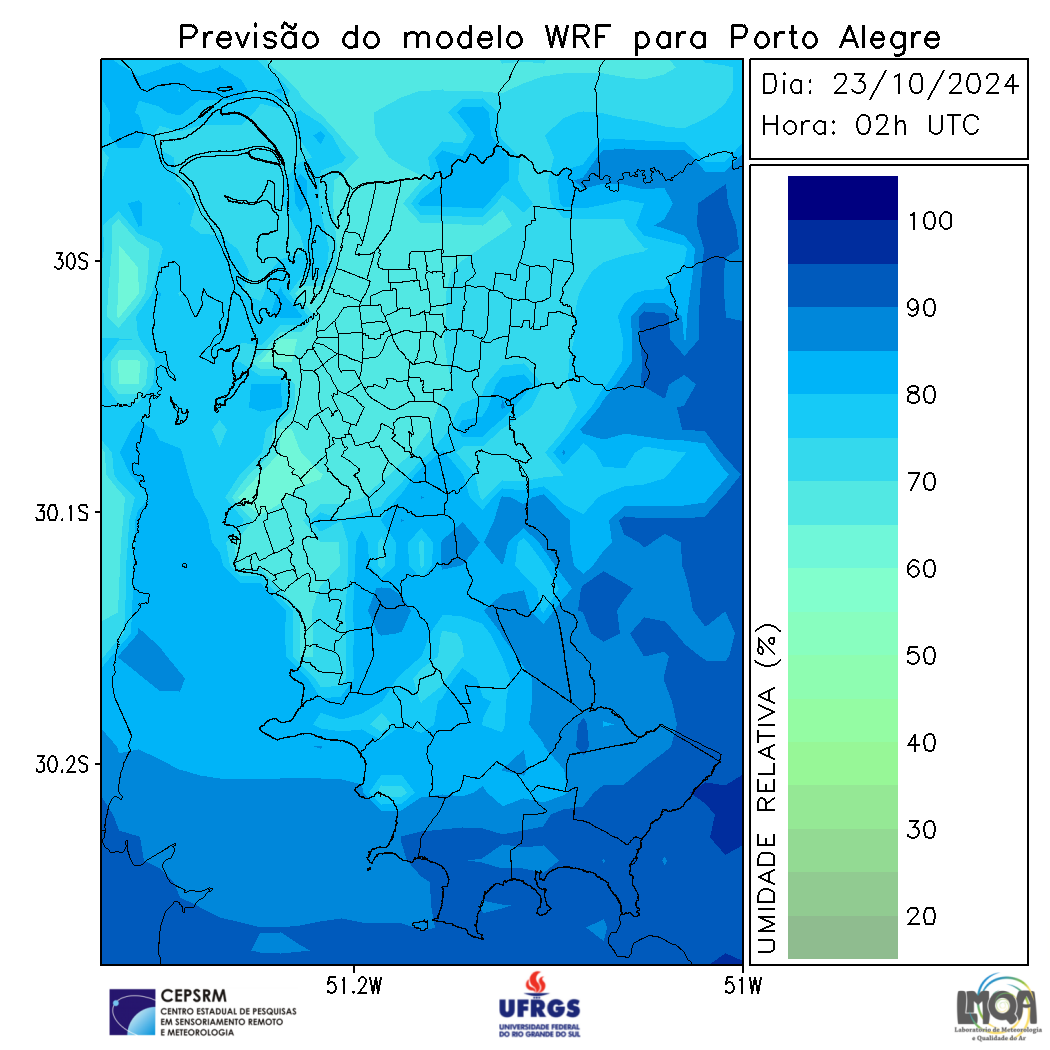 Previsão do modelo WRF para Porto Alegre
Dia: 23/10/2024
Hora: 02h UTC
100
90
80
70
60
50
40
30
20
UMIDADE RELATIVA (%)
30S
30.1S
30.2S
51.2W
51W
CEPSRM
CENTRO ESTADUAL DE PESQUISAS
EM SENSORIAMENTO REMOTO
E METEOROLOGIA
UFRGS
UNIVERSIDADE FEDERAL
DO RIO GRANDE DO SUL
LMQA
Laboratório de Meteorologia
e Qualidade do Ar